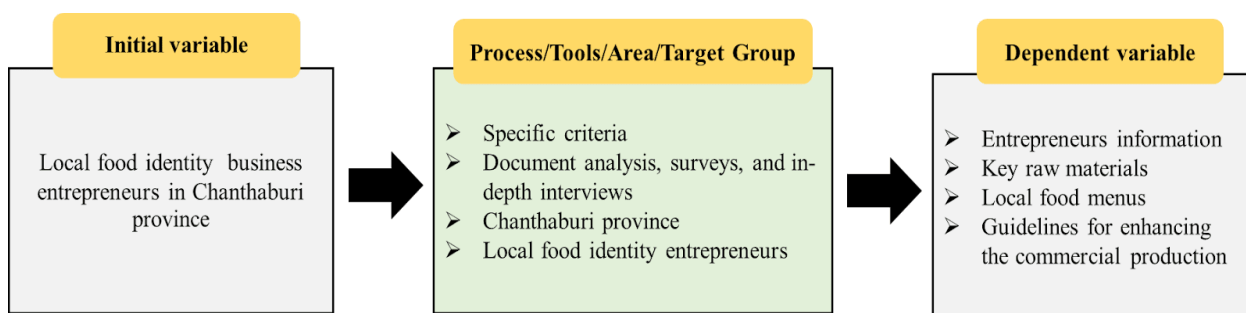 Initial variable
Local food identity business
entrepreneurs in Chanthaburi
province
Process/Tools/Area/Target Group
➢ Specific criteria
➢ Document analysis, surveys, and in-
depth interviews
➢ Chanthaburi province
➢ Local food identity entrepreneurs
Dependent variable
➢ Entrepreneurs information
➢ Key raw materials
➢ Local food menus
➢ Guidelines for enhancing
the commercial production